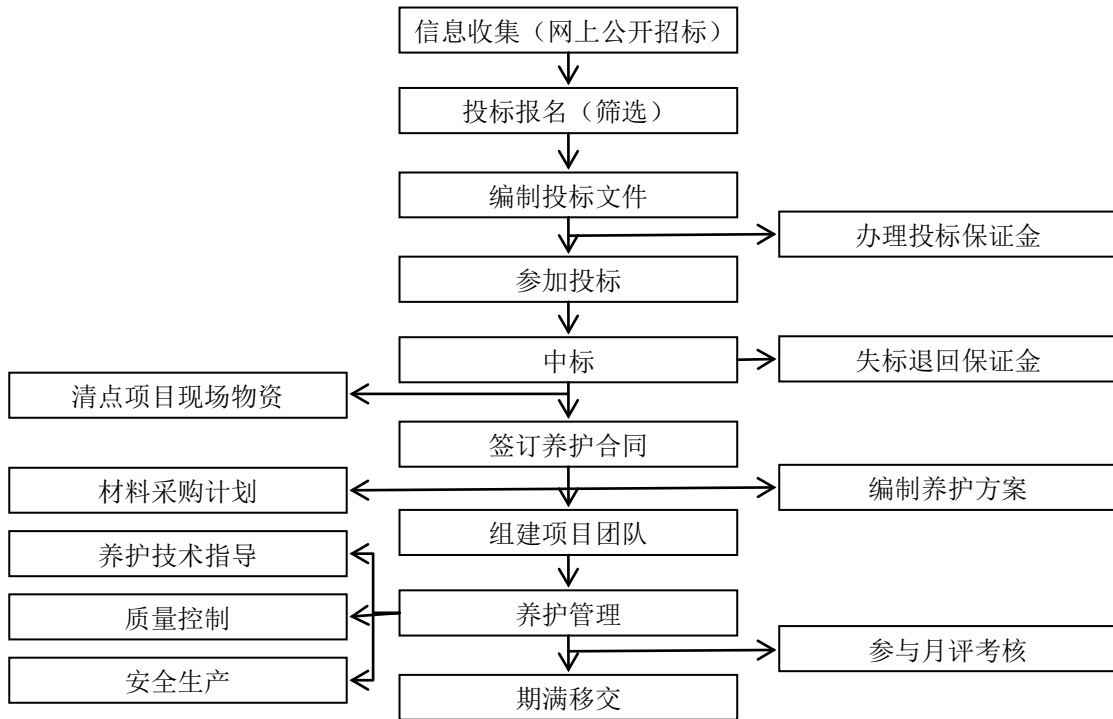 信息收集（网上公开招标）
投标报名（筛选）
编制投标文件
办理投标保证金
参加投标
中标
失标退回保证金
清点项目现场物资
签订养护合同
材料采购计划
编制养护方案
组建项目团队
养护技术指导
质量控制
养护管理
参与月评考核
安全生产
期满移交